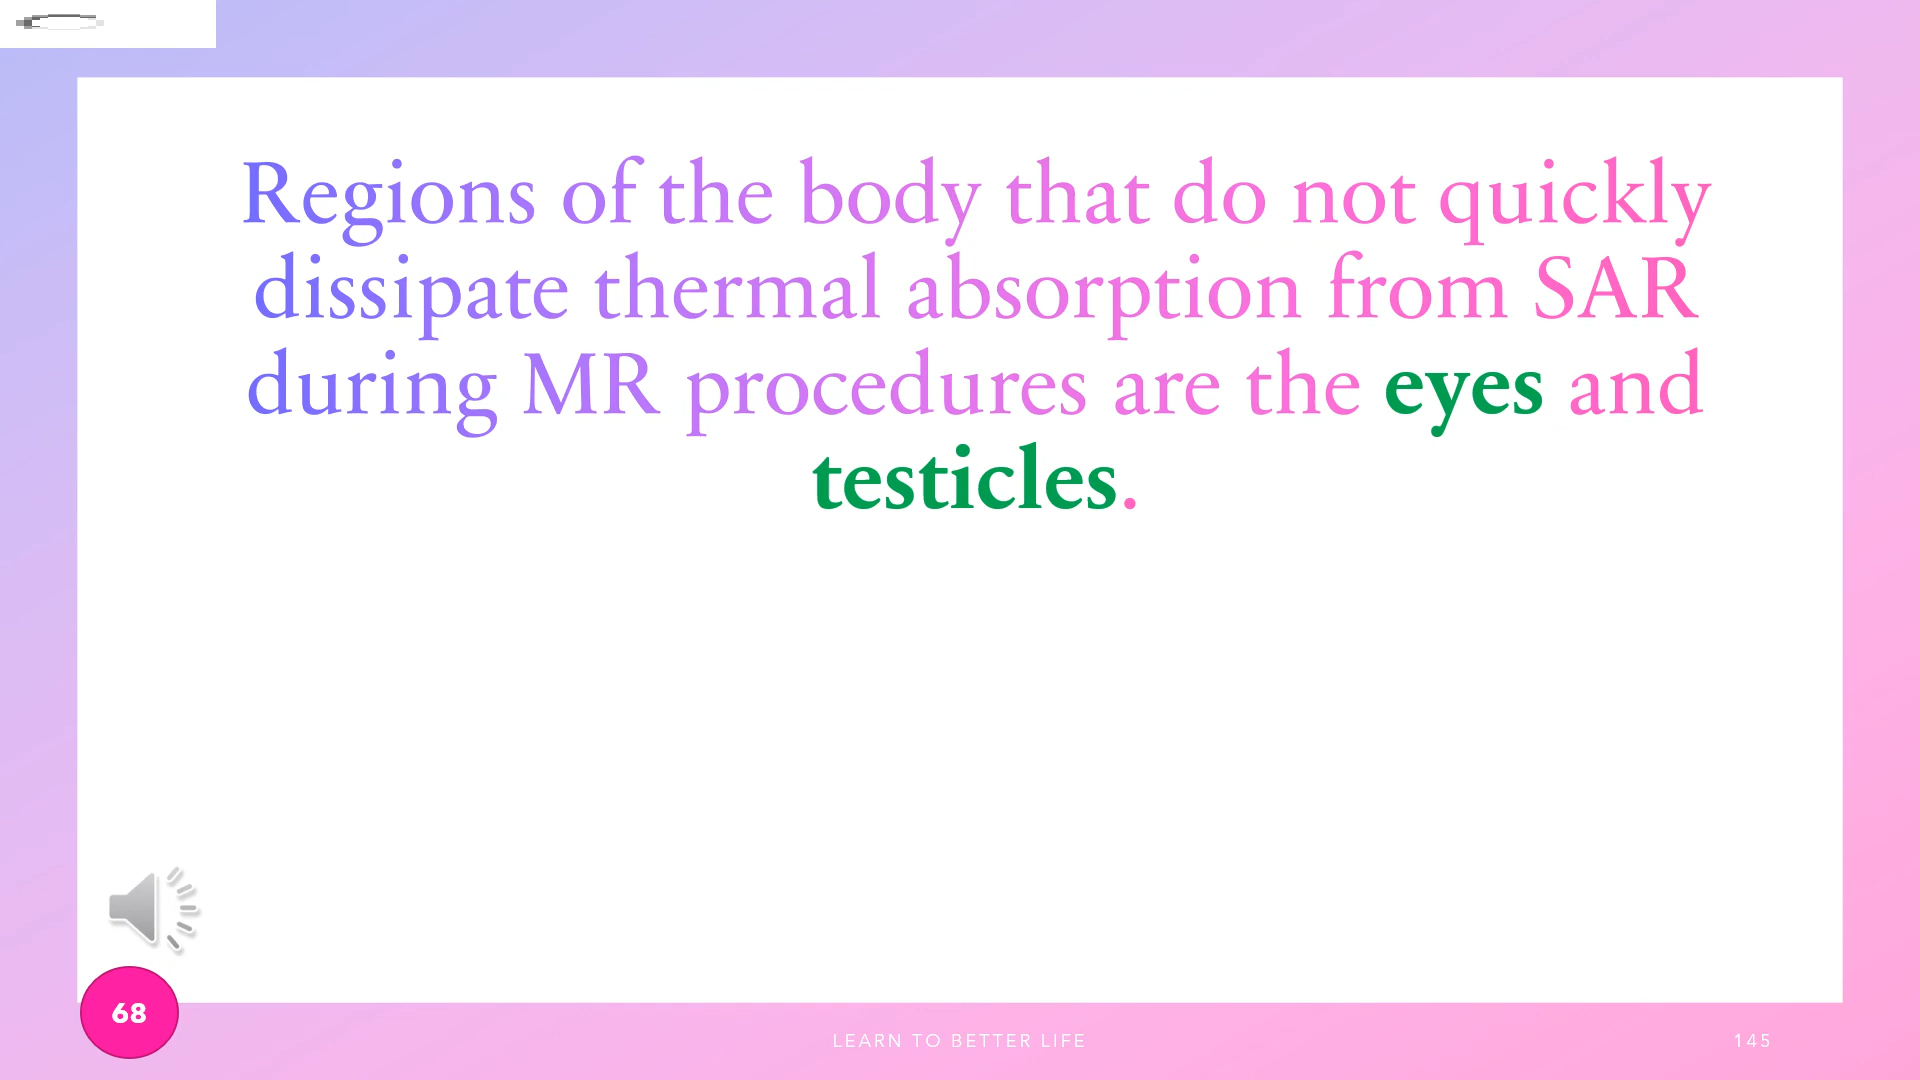 Regions of the body that do not quickly
dissipate thermal absorption from SAR
during MR procedures are the eyes and
testicles.
68
LEARN TO BETTER LIFE
145